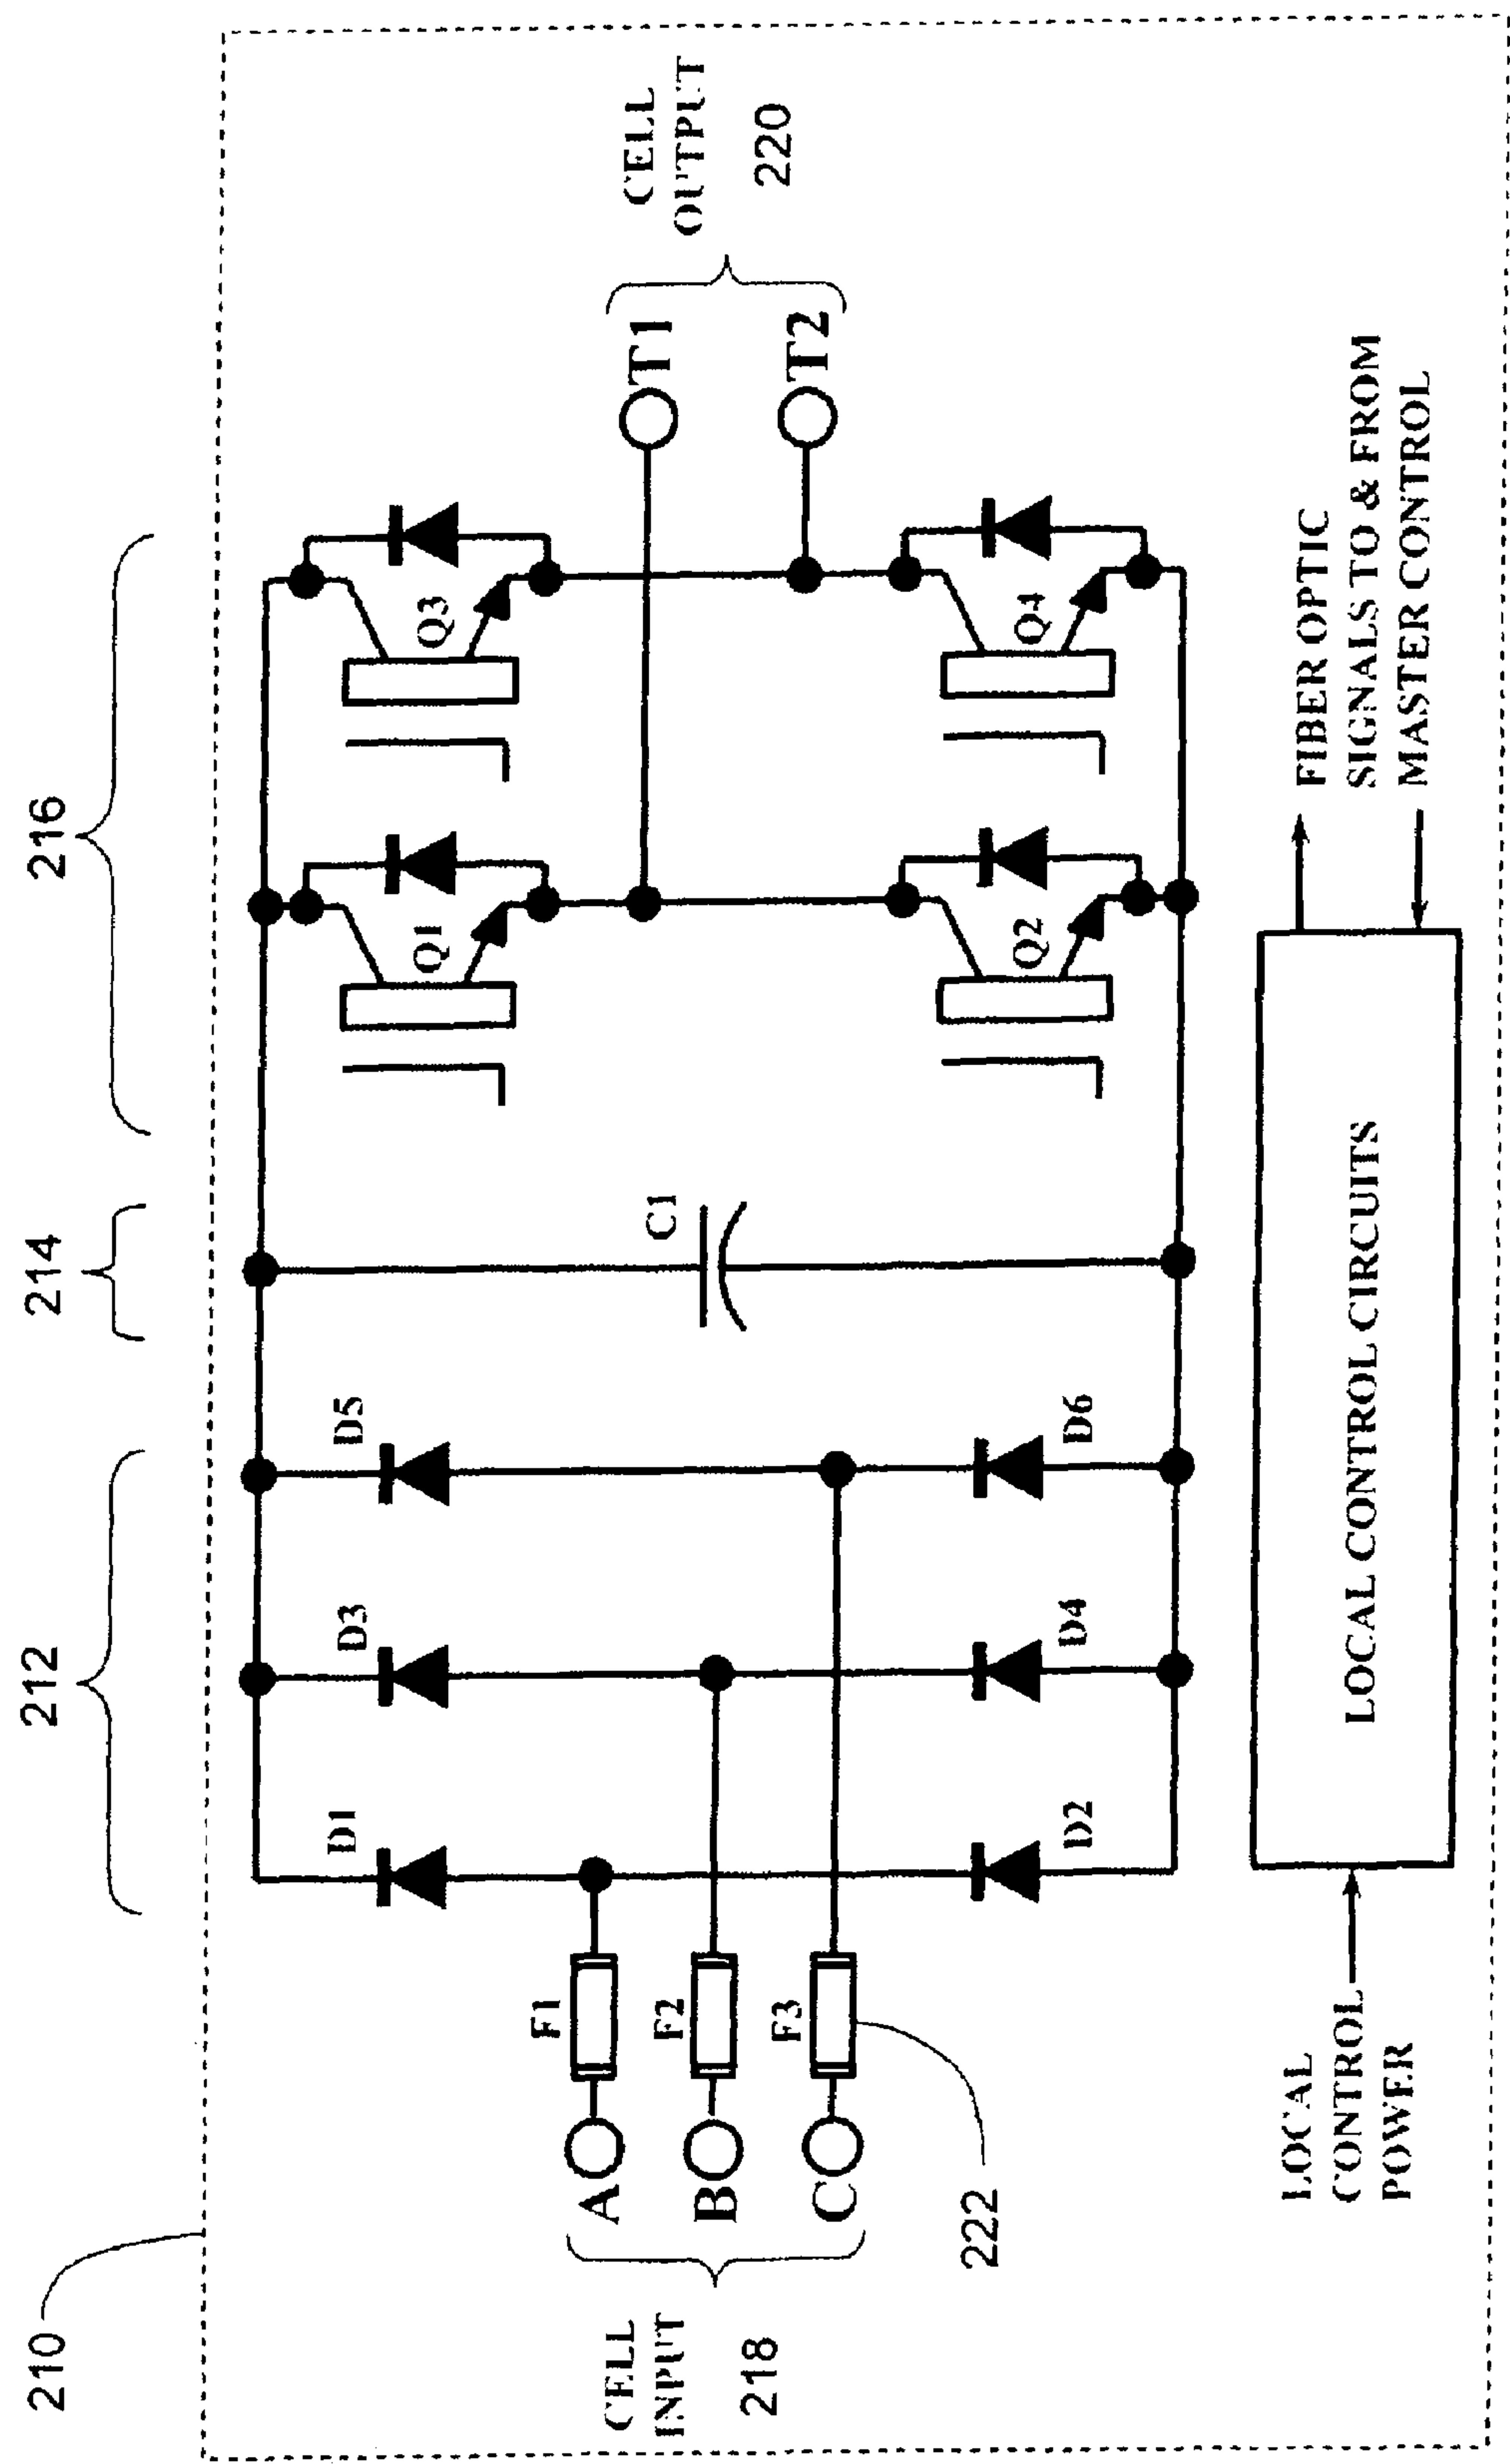 210
212
214
216
D1
D3
D5
C1
Q1
Q3
CELL
INPUT
218
A
B
C
F1
F2
F3
222
T1
T2
CELL
OUTPUT
220
D2
D4
D6
Q2
Q4
LOCAL
CONTROL
POWER
LOCAL CONTROL CIRCUITS
FIBER OPTIC
SIGNALS TO & FROM
MASTER CONTROL